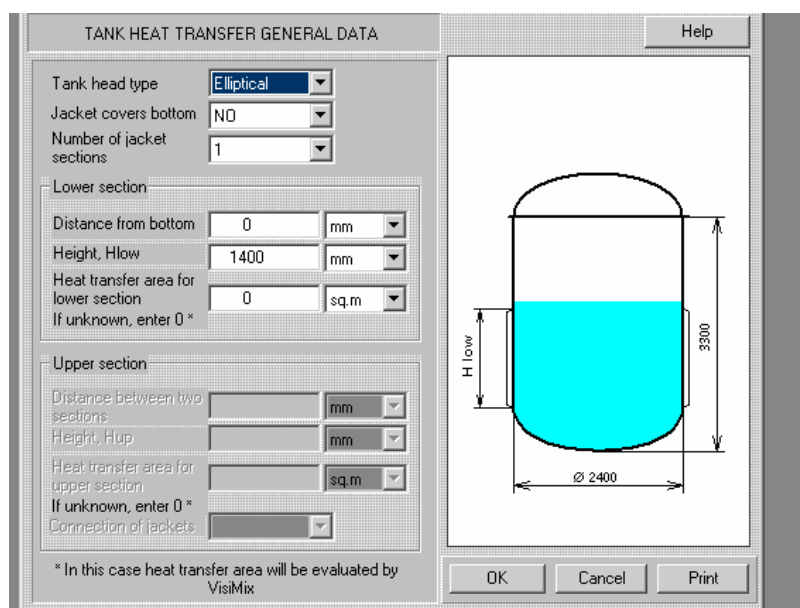 TANK HEAT TRANSFER GENERAL DATA
Help
Tank head type
Elliptical
Jacket covers bottom
NO
Number of jacket
sections
1
Lower section
Distance from bottom
0
mm
Height, Hlow
1400
mm
Heat transfer area for
lower section
0
sq.m
If unknown, enter 0 *
Upper section
Distance between two
sections
mm
Height, Hup
mm
Heat transfer area for
upper section
sq.m
If unknown, enter 0 *
Connection of jackets
* In this case heat transfer area will be evaluated by
VisiMix
H low
3300
Ø 2400
OK
Cancel
Print